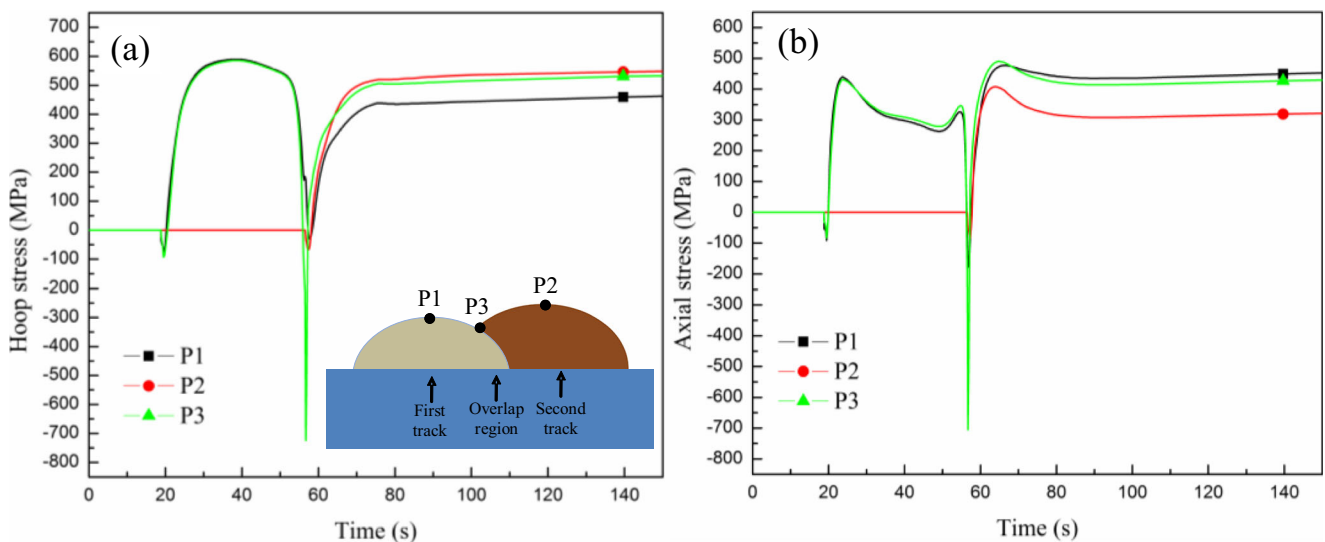 (a)
Hoop stress (MPa)
700
600
500
400
300
200
100
0
-100
-200
-300
-400
-500
-600
-700
-800
P1
P2
P3
P1
P3
P2
First
track
Overlap
region
Second
track
0
20
40
60
80
100
120
140
Time (s)
(b)
Axial stress (MPa)
600
500
400
300
200
100
0
-100
-200
-300
-400
-500
-600
-700
-800
P1
P2
P3
0
20
40
60
80
100
120
140
Time (s)